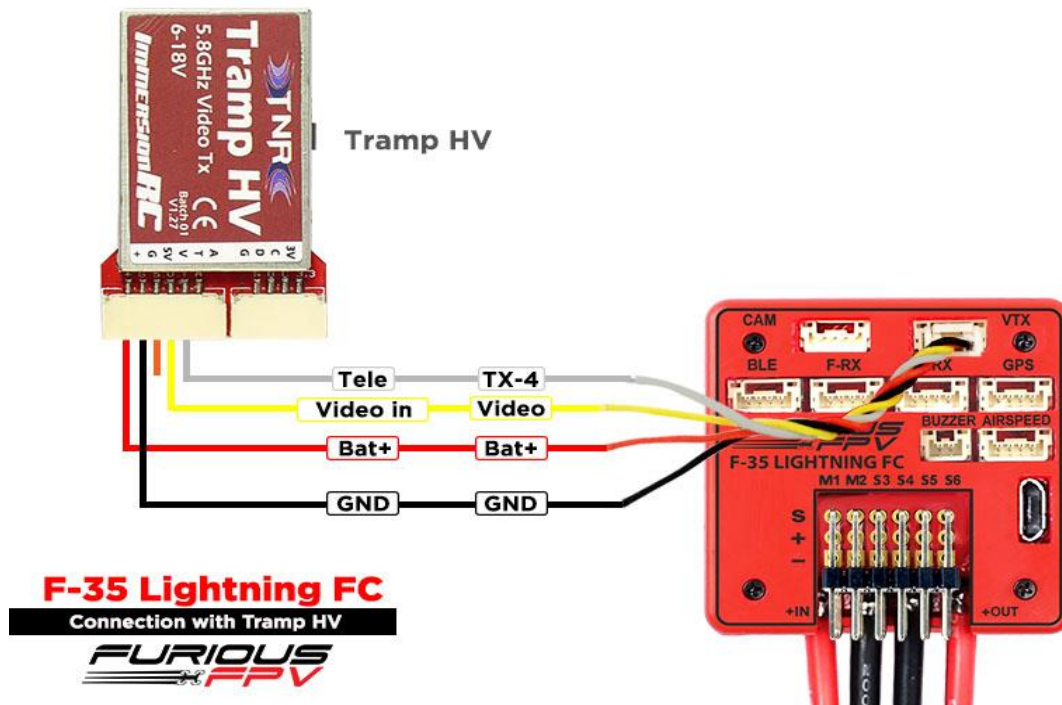 TNR
Tramp HV
5.8GHz Video Tx
6-18V
ImmersionRC
Batch 01
V1.27
CE
+ G 5V V T A G D C 3V
Tramp HV
Tele TX-4
Video in Video
Bat+ Bat+
GND GND
CAM VTX
BLE F-RX RX GPS
BUZZER AIRSPEED
FURIOUS
FPV
F-35 LIGHTNING FC
M1 M2 S3 S4 S5 S6
S
+
–
+IN +OUT
F-35 Lightning FC
Connection with Tramp HV
FURIOUS
FPV